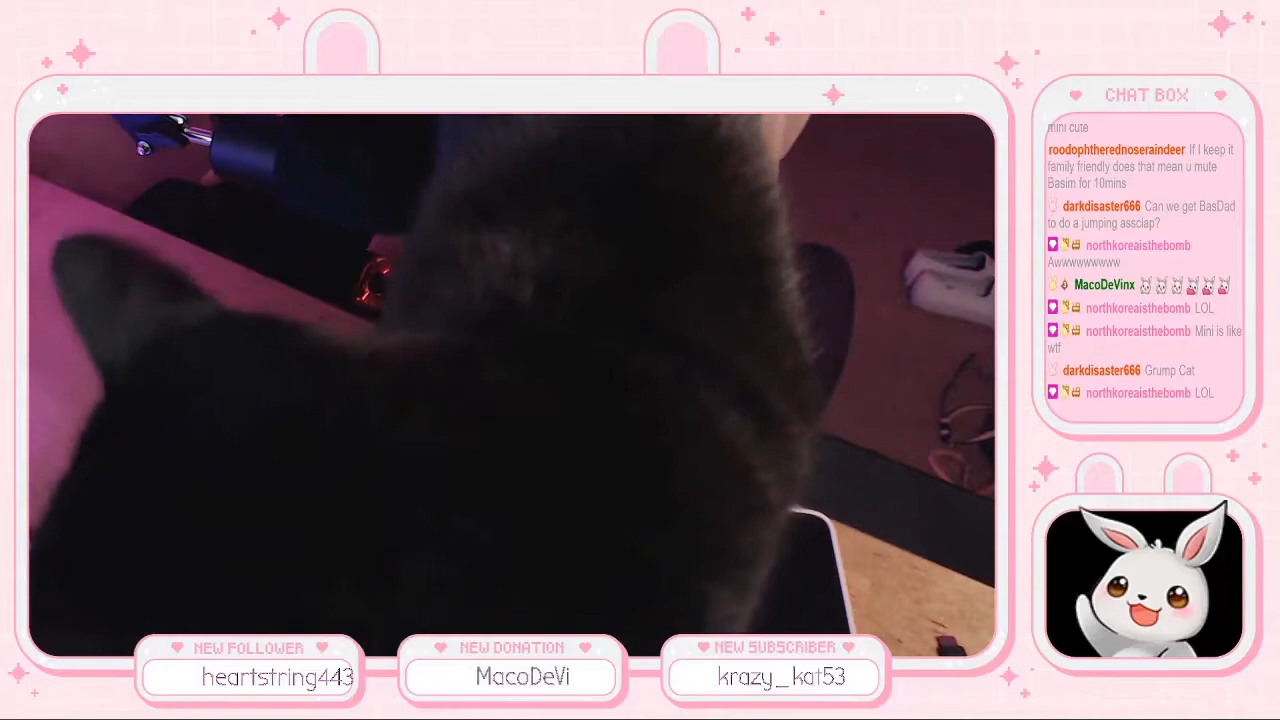 CHAT BOX
mini cute
roodophtherednoseraindeer If I keep it
family friendly does that mean u mute
Basim for 10mins
darkdisaster666 Can we get BasDad
to do a jumping assciap?
northkoreaisthebomb
Awwwwwwwww
MacoDeVinx
northkoreaisthebomb LOL
northkoreaisthebomb Mini is like
wtf
darkdisaster666 Grump Cat
northkoreaisthebomb LOL
NEW FOLLOWER
heartstring443
NEW DONATION
MacoDeVi
NEW SUBSCRIBER
krazy_kat53